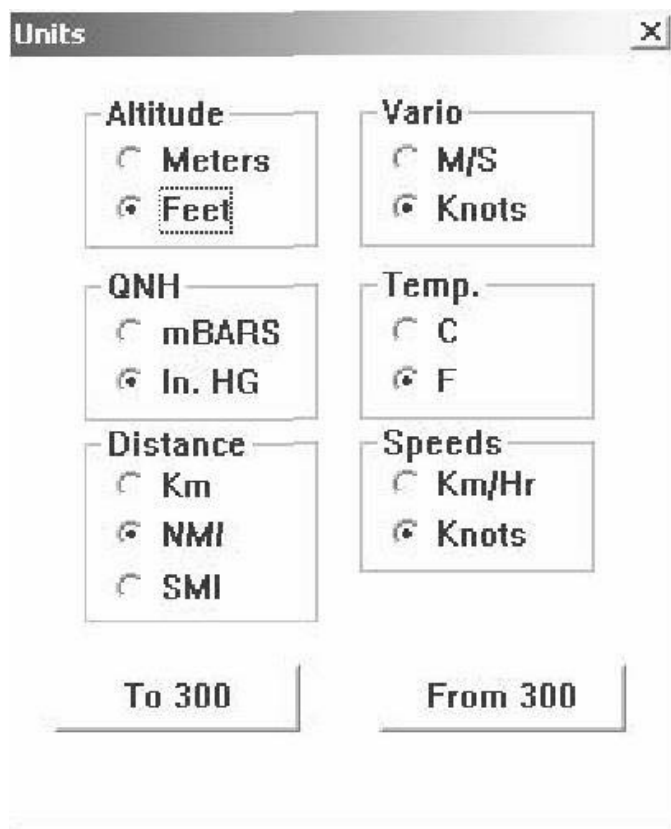 Units
Altitude
Meters
Feet
Vario
M/S
Knots
QNH
mBARS
In. HG
Temp.
C
F
Distance
Km
NMI
SMI
Speeds
Km/Hr
Knots
To 300
From 300